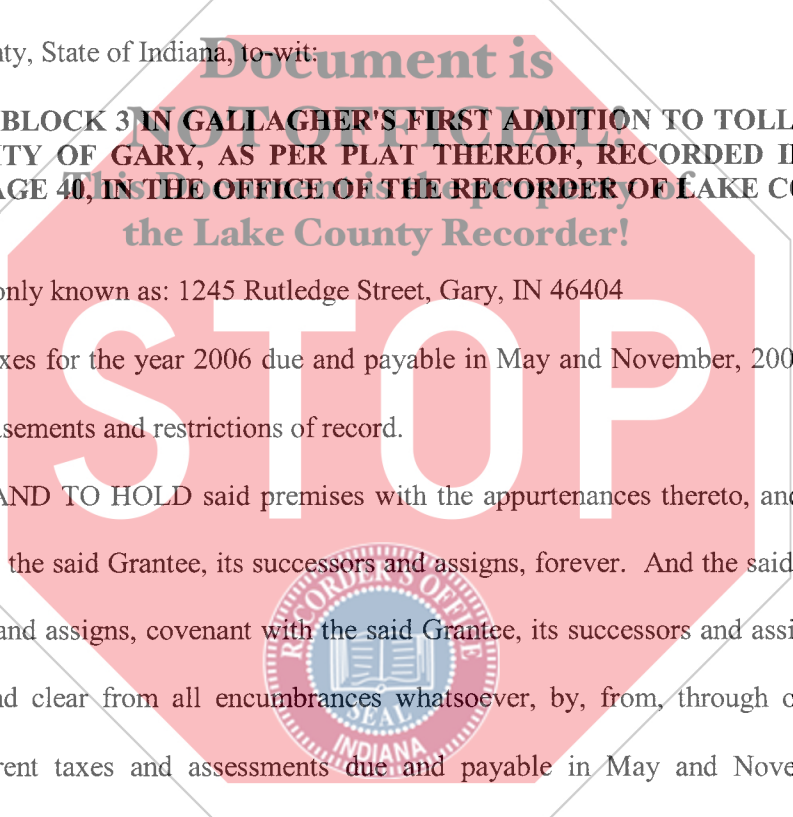 nty, State of Indiana, to-wit:
Document is
BLOCK 3 IN GALLAGHER'S FIRST ADDITION TO TOLL
NOT OFFICIAL!
ITY OF GARY, AS PER PLAT THEREOF, RECORDED I
AGE 40, IN THE OFFICE OF THE RECORDER OF LAKE CO
This Document is the property of
the Lake County Recorder!
only known as: 1245 Rutledge Street, Gary, IN 46404
STOP
xes for the year 2006 due and payable in May and November, 200
sements and restrictions of record.
AND TO HOLD said premises with the appurtenances thereto, and
the said Grantee, its successors and assigns, forever. And the said
and assigns, covenant with the said Grantee, its successors and assi
nd clear from all encumbrances whatsoever, by, from, through o
rent taxes and assessments due and payable in May and Nove
RECORDER'S OFFICE
SEAL
INDIANA